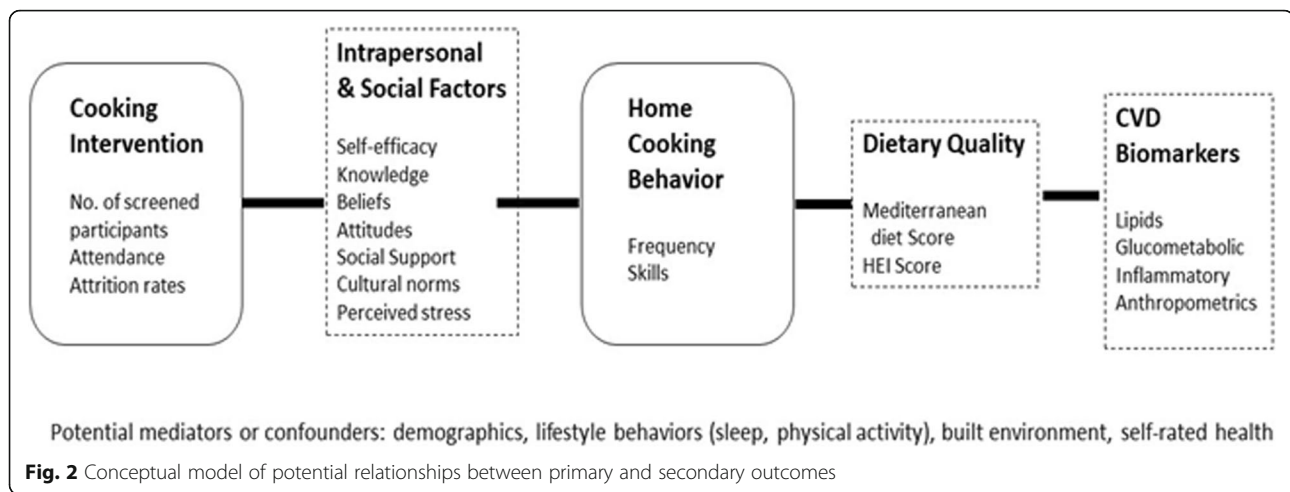 Cooking
Intervention
No. of screened
participants
Attendance
Attrition rates
Intrapersonal
& Social Factors
Self-efficacy
Knowledge
Beliefs
Attitudes
Social Support
Cultural norms
Perceived stress
Home
Cooking
Behavior
Frequency
Skills
Dietary Quality
Mediterranean
diet Score
HEI Score
CVD
Biomarkers
Lipids
Glucometabolic
Inflammatory
Anthropometrics
Potential mediators or confounders: demographics, lifestyle behaviors (sleep, physical activity), built environment, self-rated health
Fig. 2 Conceptual model of potential relationships between primary and secondary outcomes